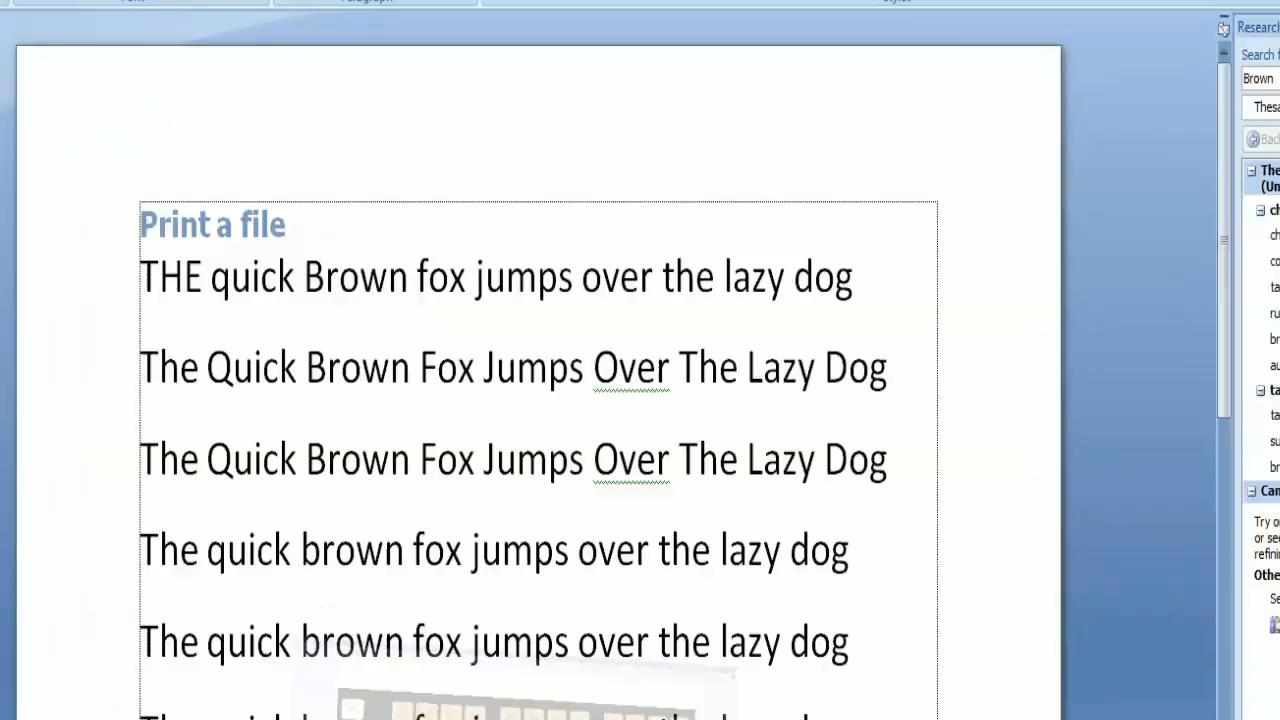 Search
Brown
Print a file
THE quick Brown fox jumps over the lazy dog
The Quick Brown Fox Jumps Over The Lazy Dog
The Quick Brown Fox Jumps Over The Lazy Dog
The quick brown fox jumps over the lazy dog
The quick brown fox jumps over the lazy dog